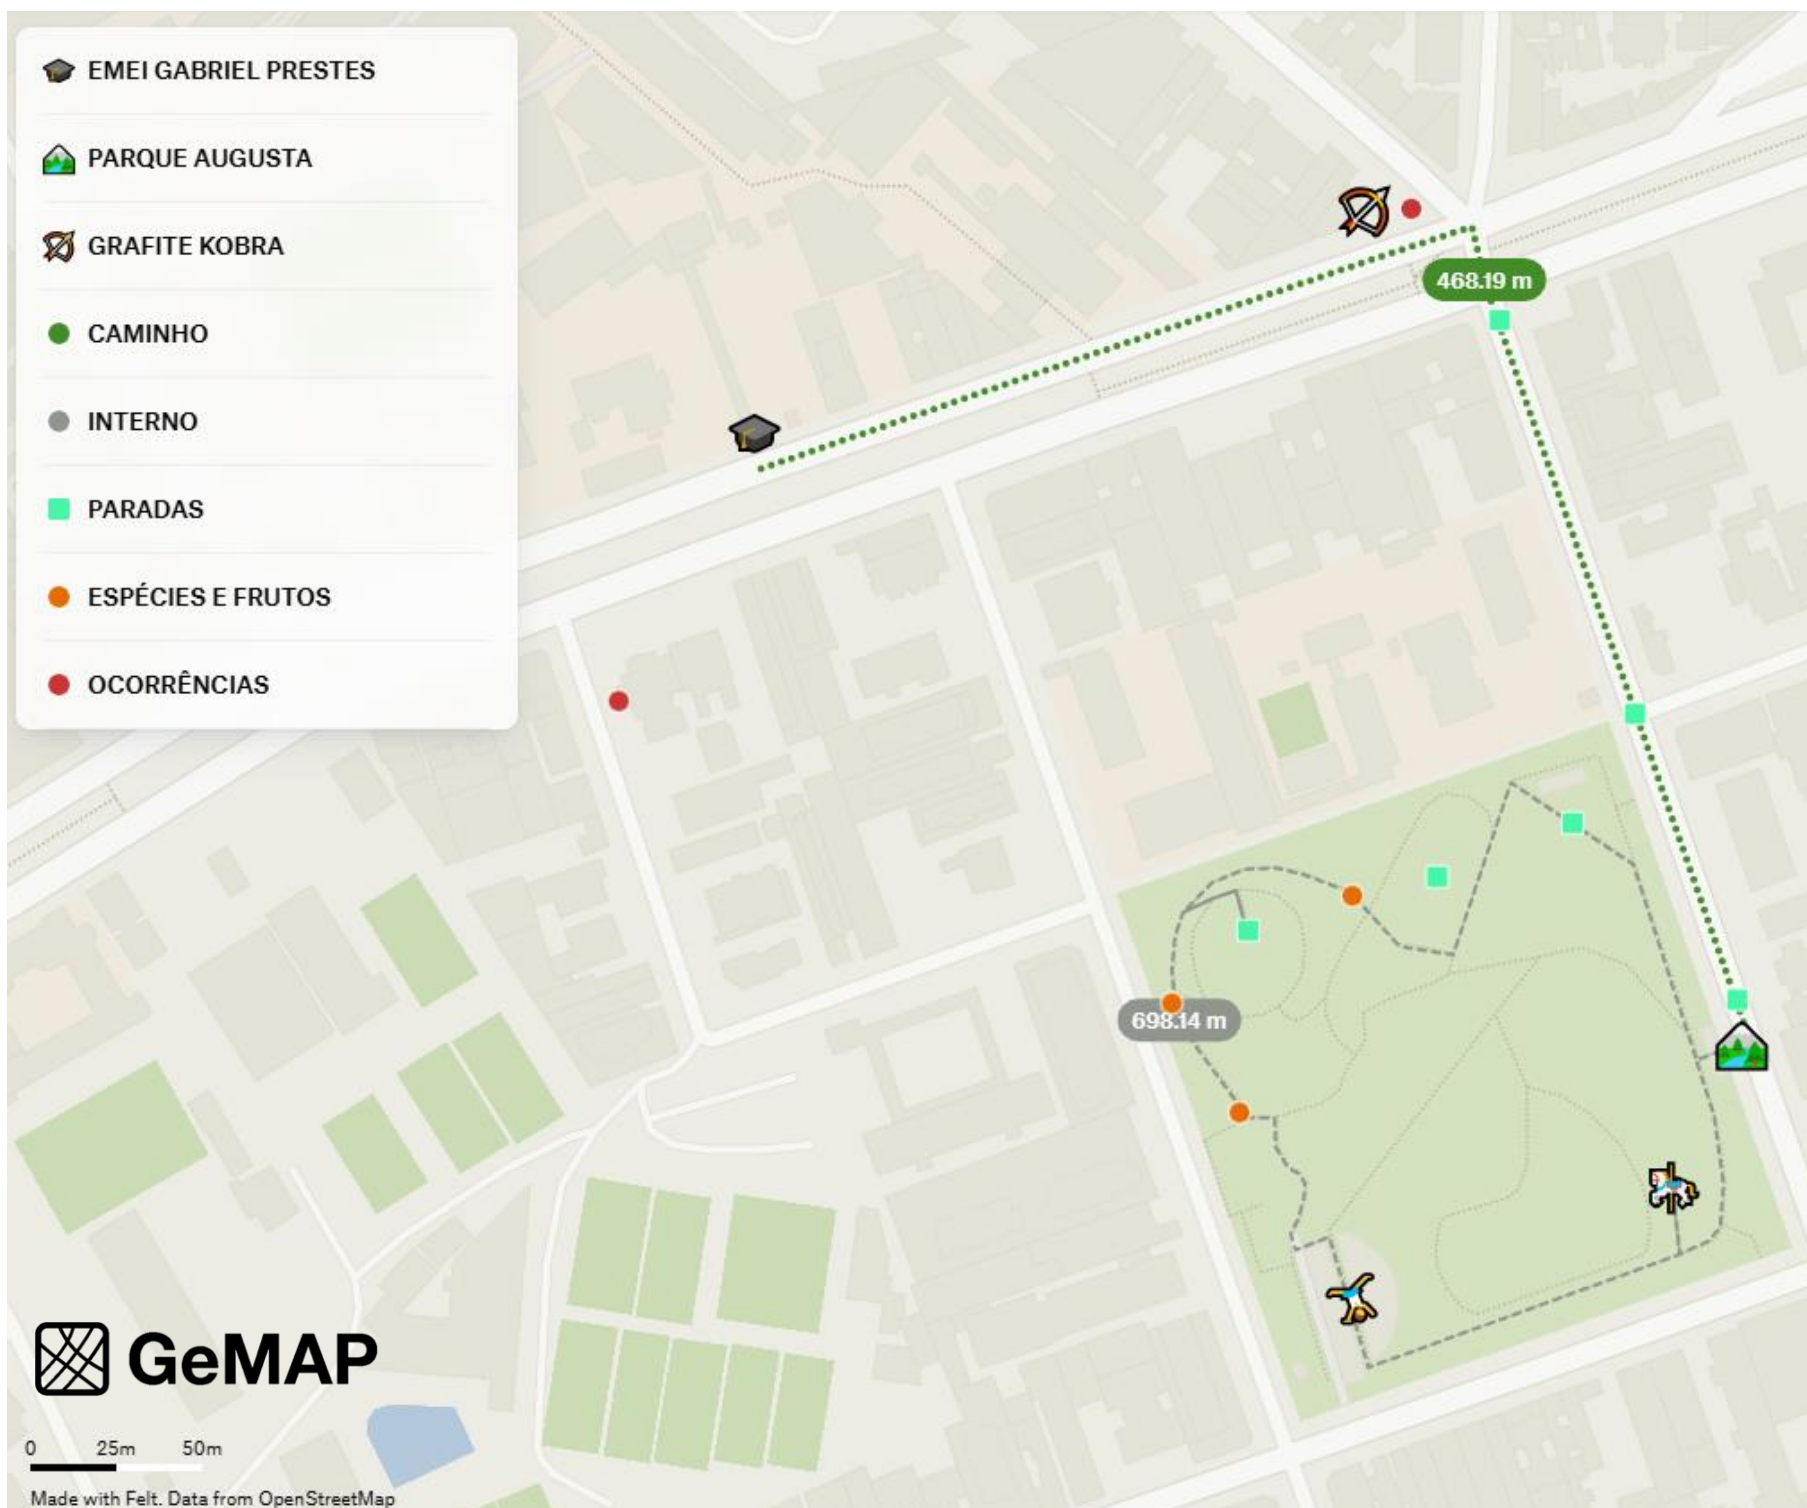 EMEI GABRIEL PRESTES
PARQUE AUGUSTA
GRAFITE KOBRA
CAMINHO
INTERNO
PARADAS
ESPÉCIES E FRUTOS
OCORRÊNCIAS
468.19 m
698.14 m
GeMAP
0 25m 50m
Made with Felt. Data from OpenStreetMap